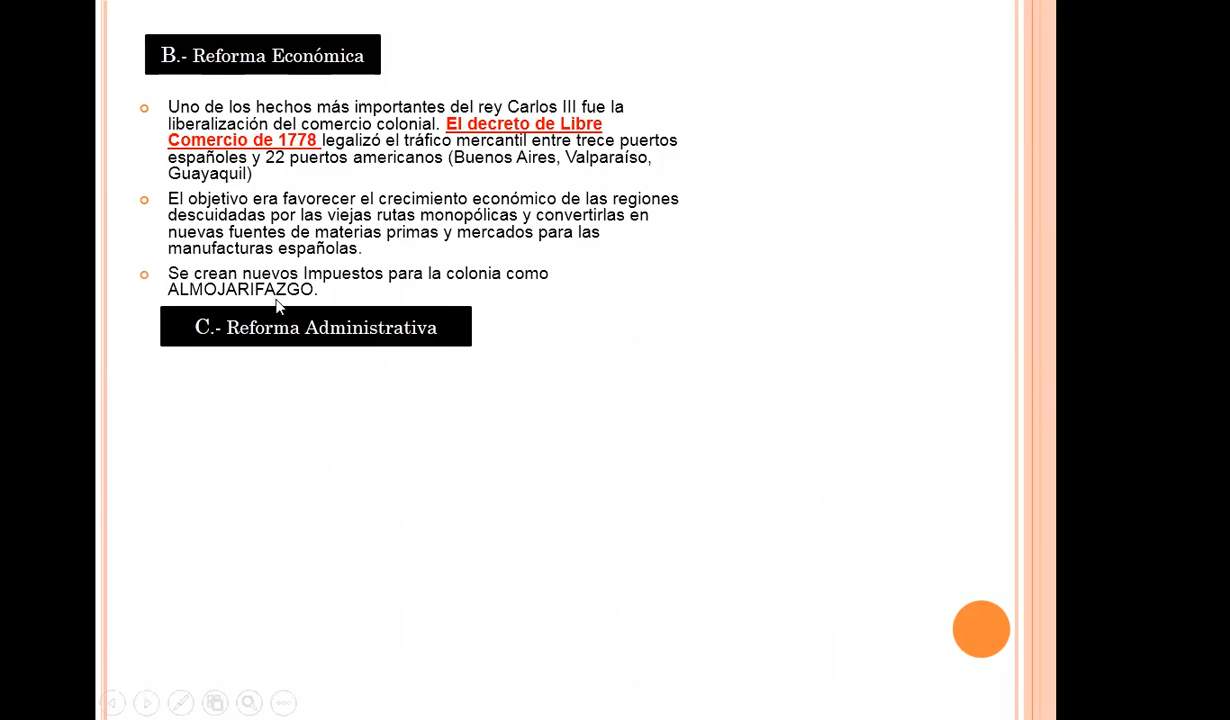 B.- Reforma Económica
Uno de los hechos más importantes del rey Carlos III fue la
liberalización del comercio colonial. El decreto de Libre
Comercio de 1778 legalizó el tráfico mercantil entre trece puertos
españoles y 22 puertos americanos (Buenos Aires, Valparaíso,
Guayaquil)
El objetivo era favorecer el crecimiento económico de las regiones
descuidadas por las viejas rutas monopólicas y convertirlas en
nuevas fuentes de materias primas y mercados para las
manufacturas españolas.
Se crean nuevos Impuestos para la colonia como
ALMOJARIFAZGO.
C.- Reforma Administrativa